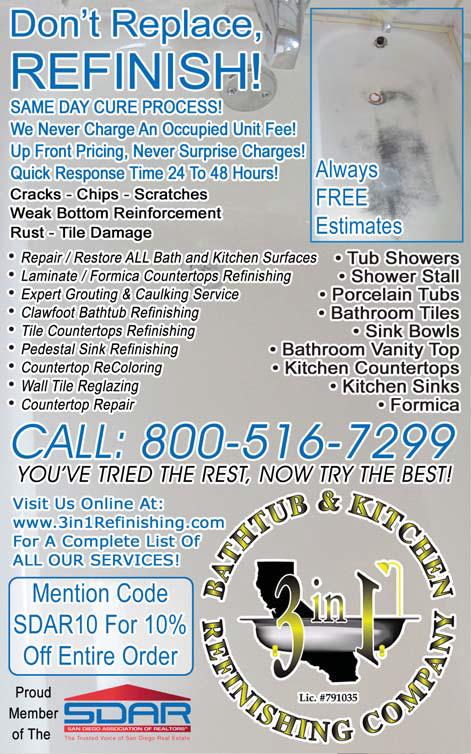 Don't Replace,
REFINISH!
SAME DAY CURE PROCESS!
We Never Charge An Occupied Unit Fee!
Up Front Pricing, Never Surprise Charges!
Quick Response Time 24 To 48 Hours!
Cracks - Chips - Scratches
Weak Bottom Reinforcement
Rust - Tile Damage
Always
FREE
Estimates
• Repair / Restore ALL Bath and Kitchen Surfaces
• Laminate / Formica Countertops Refinishing
• Expert Grouting & Caulking Service
• Clawfoot Bathtub Refinishing
• Tile Countertops Refinishing
• Pedestal Sink Refinishing
• Countertop ReColoring
• Wall Tile Reglazing
• Countertop Repair
• Tub Showers
• Shower Stall
• Porcelain Tubs
• Bathroom Tiles
• Sink Bowls
• Bathroom Vanity Top
• Kitchen Countertops
• Kitchen Sinks
• Formica
CALL: 800-516-7299
YOU'VE TRIED THE REST, NOW TRY THE BEST!
Visit Us Online At:
www.3in1Refinishing.com
For A Complete List Of
ALL OUR SERVICES!
Mention Code
SDAR10 For 10%
Off Entire Order
Proud
Member
of The
SDAR
SAN DIEGO ASSOCIATION OF REALTORS®
The Trusted Voice of San Diego Real Estate
BATHTUB & KITCHEN
3 in 1
Lic. #791035
REFINISHING COMPANY